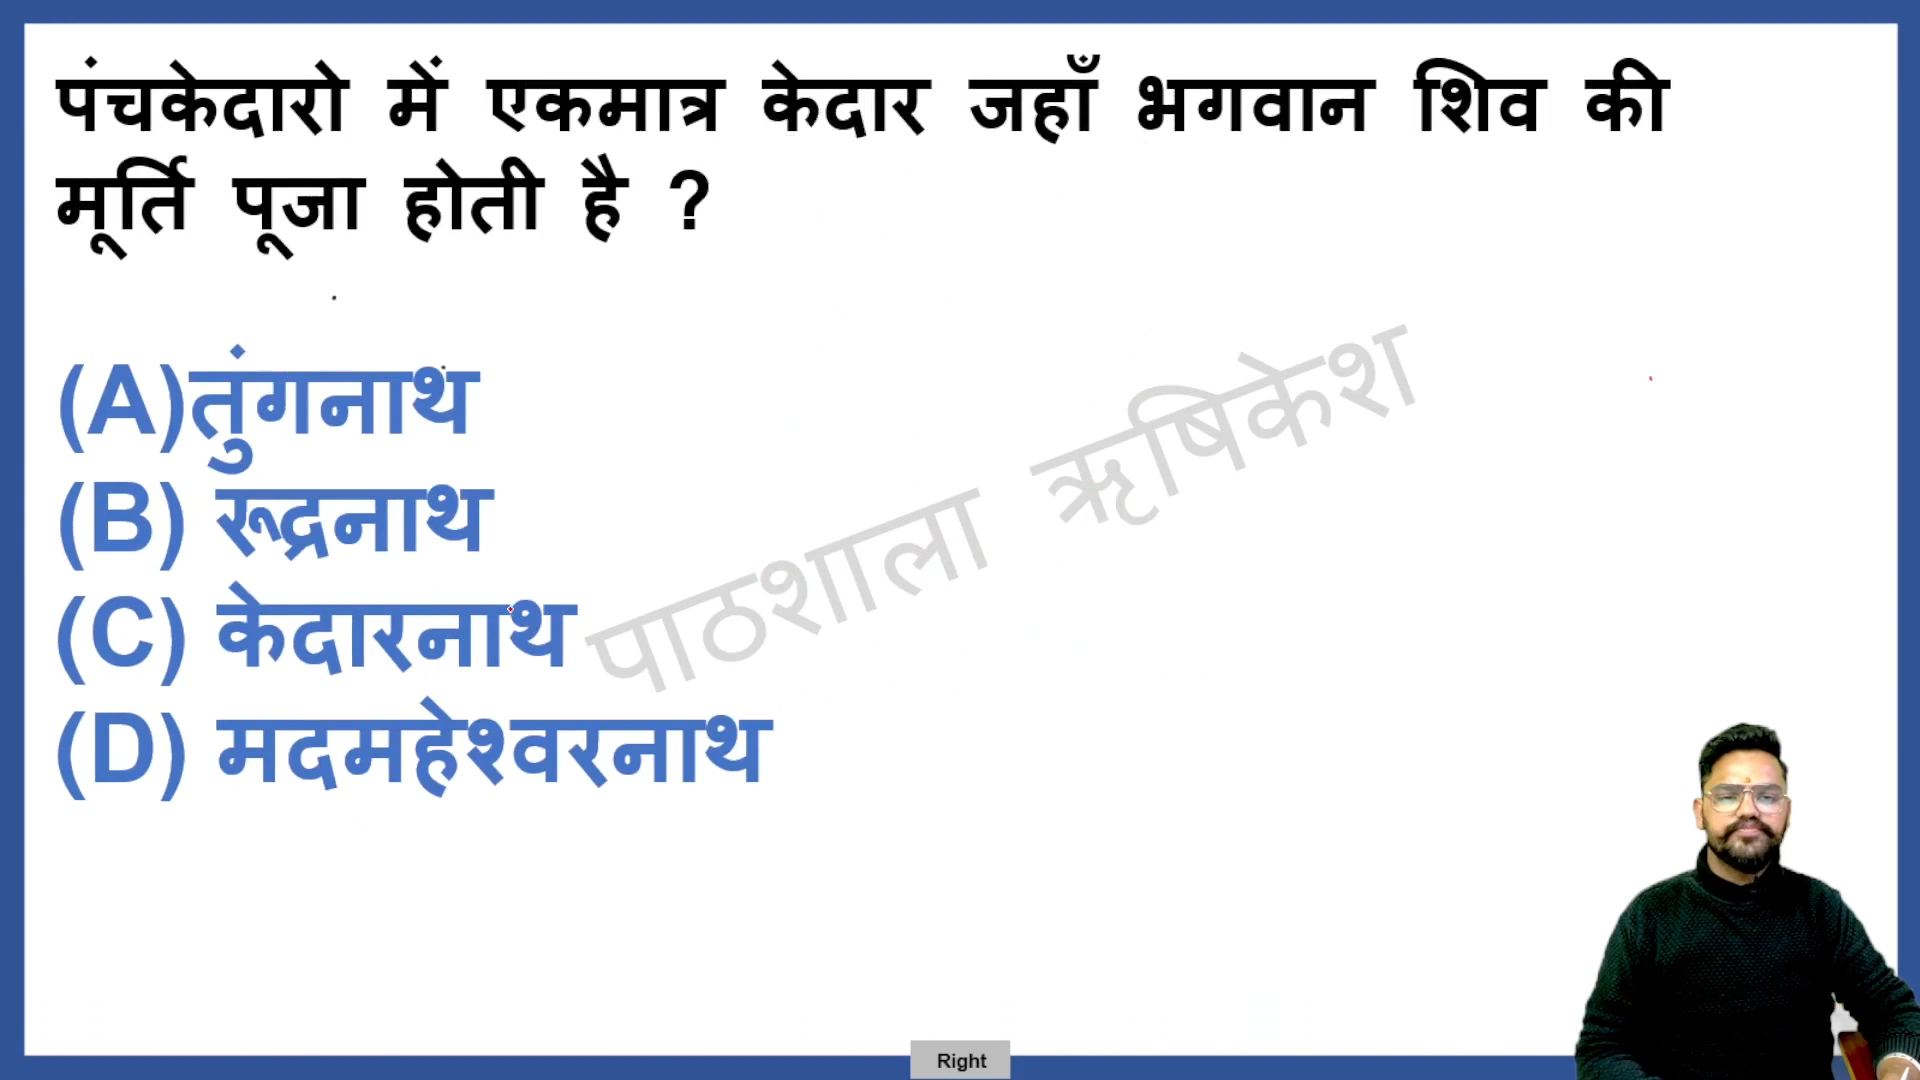 पंचकेदारो में एकमात्र केदार जहाँ भगवान शिव की
मूर्ति पूजा होती है ?
(A)तुंगनाथ
(B) रूद्रनाथ
(C) केदारनाथ
(D) मदमहेश्वरनाथ
पाठशाला ऋषिकेश
Right